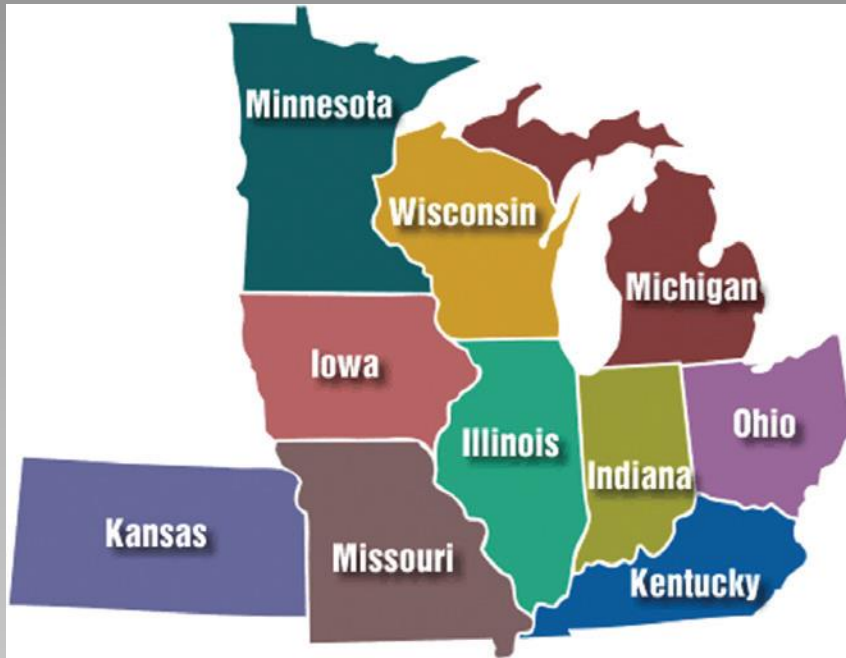 Minnesota
Wisconsin
Michigan
Iowa
Illinois
Indiana
Ohio
Kansas
Missouri
Kentucky